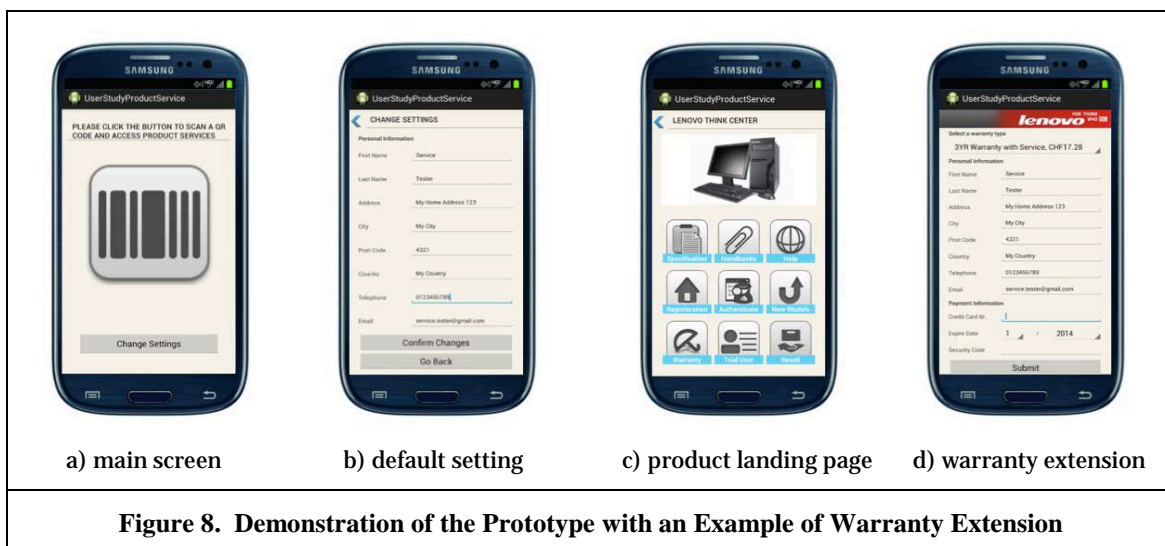 SAMSUNG
UserStudyProductService
PLEASE CLICK THE BUTTON TO SCAN A QR
CODE AND ACCESS PRODUCT SERVICES
Change Settings
SAMSUNG
UserStudyProductService
CHANGE SETTINGS
Personal Information
First Name Service
Last Name Tester
Address My Home Address 123
City My City
Post Code 4321
Country My Country
Telephone 0123456789
Email service.tester@gmail.com
Confirm Changes
Go Back
SAMSUNG
UserStudyProductService
LENOVO THINK CENTER
Specification Handbooks Help
Registeration Authenticate New Models
Warranty Trial User Resell
SAMSUNG
UserStudyProductService
lenovo FOR THOSE WHO DO
Select a warranty type
3YR Warranty with Service, CHF17.28
Personal Information
First Name Service
Last Name Tester
Address My Home Address 123
City My City
Post Code 4321
Country My Country
Telephone 0123456789
Email service.tester@gmail.com
Payment Information
Credit Card Nr.
Expire Date 1 / 2014
Security Code
Submit
a) main screen b) default setting c) product landing page d) warranty extension
Figure 8. Demonstration of the Prototype with an Example of Warranty Extension